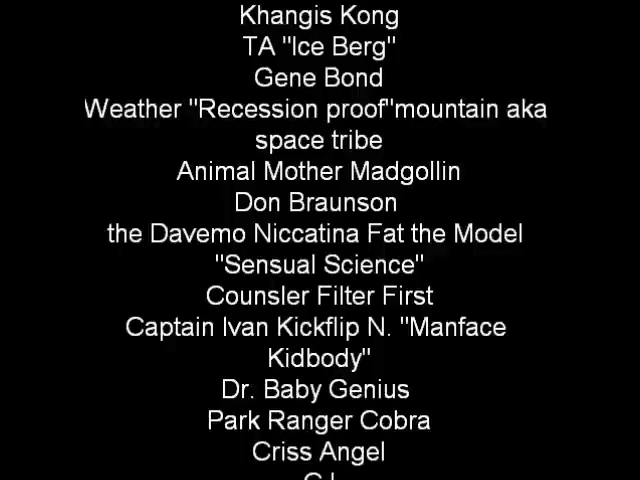 Khangis Kong
TA "Ice Berg"
Gene Bond
Weather "Recession proof"mountain aka
space tribe
Animal Mother Madgollin
Don Braunson
the Davemo Niccatina Fat the Model
"Sensual Science"
Counsler Filter First
Captain Ivan Kickflip N. "Manface
Kidbody"
Dr. Baby Genius
Park Ranger Cobra
Criss Angel